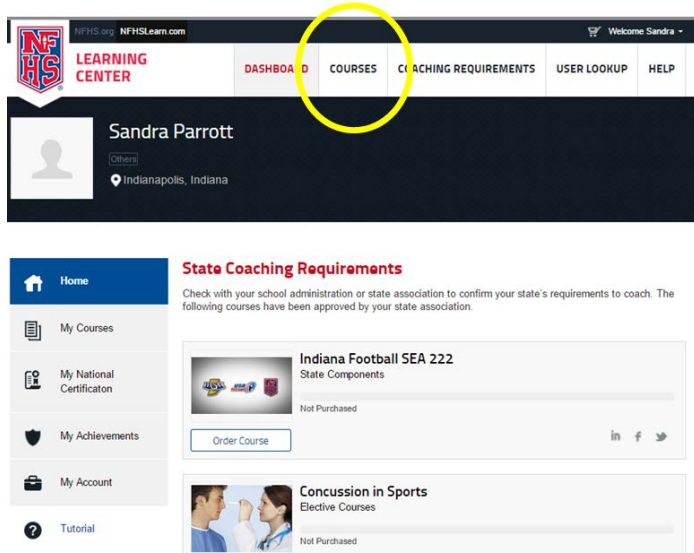 NFHS.org NFHSLearn.com
Welcome Sandra
NF
HS
LEARNING
CENTER
DASHBOARD COURSES COACHING REQUIREMENTS USER LOOKUP HELP
Sandra Parrott
Others
Indianapolis, Indiana
Home
My Courses
My National
Certificaton
My Achievements
My Account
Tutorial
State Coaching Requirements
Check with your school administration or state association to confirm your state's requirements to coach. The
following courses have been approved by your state association.
Indiana Football SEA 222
State Components
Not Purchased
Order Course
Concussion in Sports
Elective Courses
Not Purchased